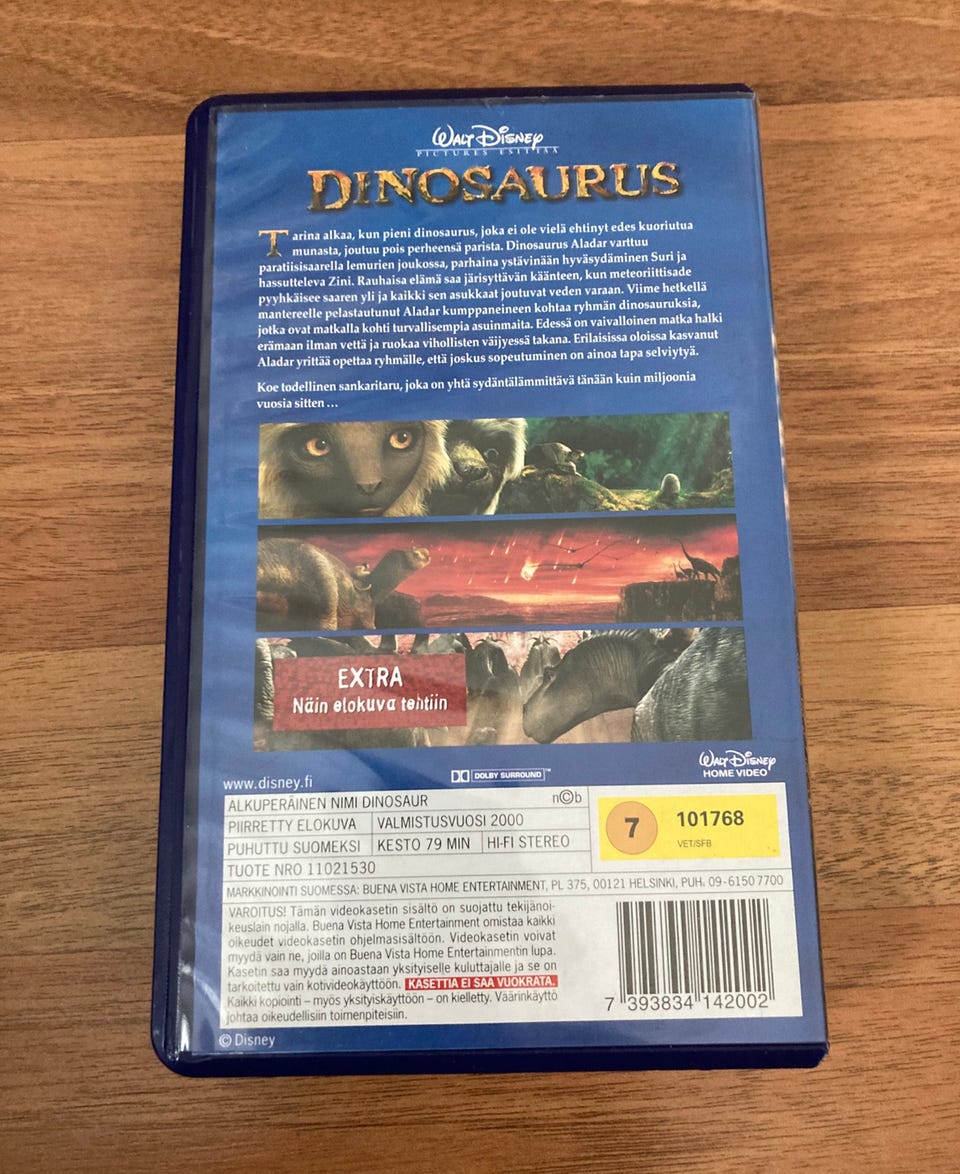 WALT DISNEY
PICTURES ESITTÄÄ
DINOSAURUS
Tarina alkaa, kun pieni dinosaurus, joka ei ole vielä ehtinyt edes kuoriutua
munasta, joutuu pois perheensä parista. Dinosaurus Aladar varttuu
paratiisisaarella lemurien joukossa, parhaina ystävinään hyväsydäminen Suri ja
hassutteleva Zini. Rauhaisa elämä saa järisyttävän käänteen, kun meteoriittisade
pyyhkäisee saaren yli ja kaikki sen asukkaat joutuvat veden varaan. Viime hetkellä
mantereelle pelastautunut Aladar kumppaneineen kohtaa ryhmän dinosauruksia,
jotka ovat matkalla kohti turvallisempia asuinmaita. Edessä on vaivalloinen matka halki
erämaan ilman vettä ja ruokaa vihollisten väijyessä takana. Erilaisissa oloissa kasvanut
Aladar yrittää opettaa ryhmälle, että joskus sopeutuminen on ainoa tapa selviytyä.
Koe todellinen sankaritaru, joka on yhtä sydäntälämmittävä tänään kuin miljoonia
vuosia sitten ...
EXTRA
Näin elokuva tehtiin
www.disney.fi
DOLBY SURROUND™
WALT DISNEY
HOME VIDEO®
ALKUPERÄINEN NIMI DINOSAUR n©b
PIIRRETTY ELOKUVA VALMISTUSVUOSI 2000
PUHUTTU SUOMEKSI KESTO 79 MIN HI-FI STEREO
TUOTE NRO 11021530
7 101768
VET/SFB
MARKKINOINTI SUOMESSA: BUENA VISTA HOME ENTERTAINMENT, PL 375, 00121 HELSINKI, PUH. 09-6150 7700
VAROITUS! Tämän videokasetin sisältö on suojattu tekijänoi-
keuslain nojalla. Buena Vista Home Entertainment omistaa kaikki
oikeudet videokasetin ohjelmasisältöön. Videokasetin voivat
myydä vain ne, joilla on Buena Vista Home Entertainmentin lupa.
Kasetin saa myydä ainoastaan yksityiselle kuluttajalle ja se on
tarkoitettu vain kotivideokäyttöön. KASETTIA EI SAA VUOKRATA.
Kaikki kopiointi – myös yksityiskäyttöön – on kielletty. Väärinkäyttö
johtaa oikeudellisiin toimenpiteisiin.
7 393834 142002
© Disney